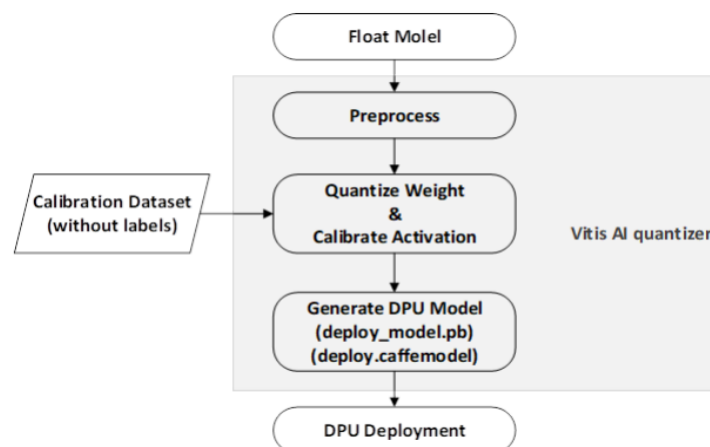 Float Molel
Preprocess
Calibration Dataset
(without labels)
Quantize Weight
&
Calibrate Activation
Vitis AI quantizer
Generate DPU Model
(deploy_model.pb)
(deploy.caffemodel)
DPU Deployment